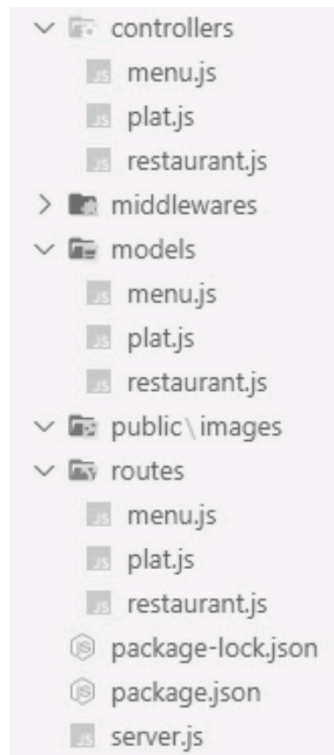 controllers
menu.js
plat.js
restaurant.js
middlewares
models
menu.js
plat.js
restaurant.js
public\images
routes
menu.js
plat.js
restaurant.js
package-lock.json
package.json
server.js